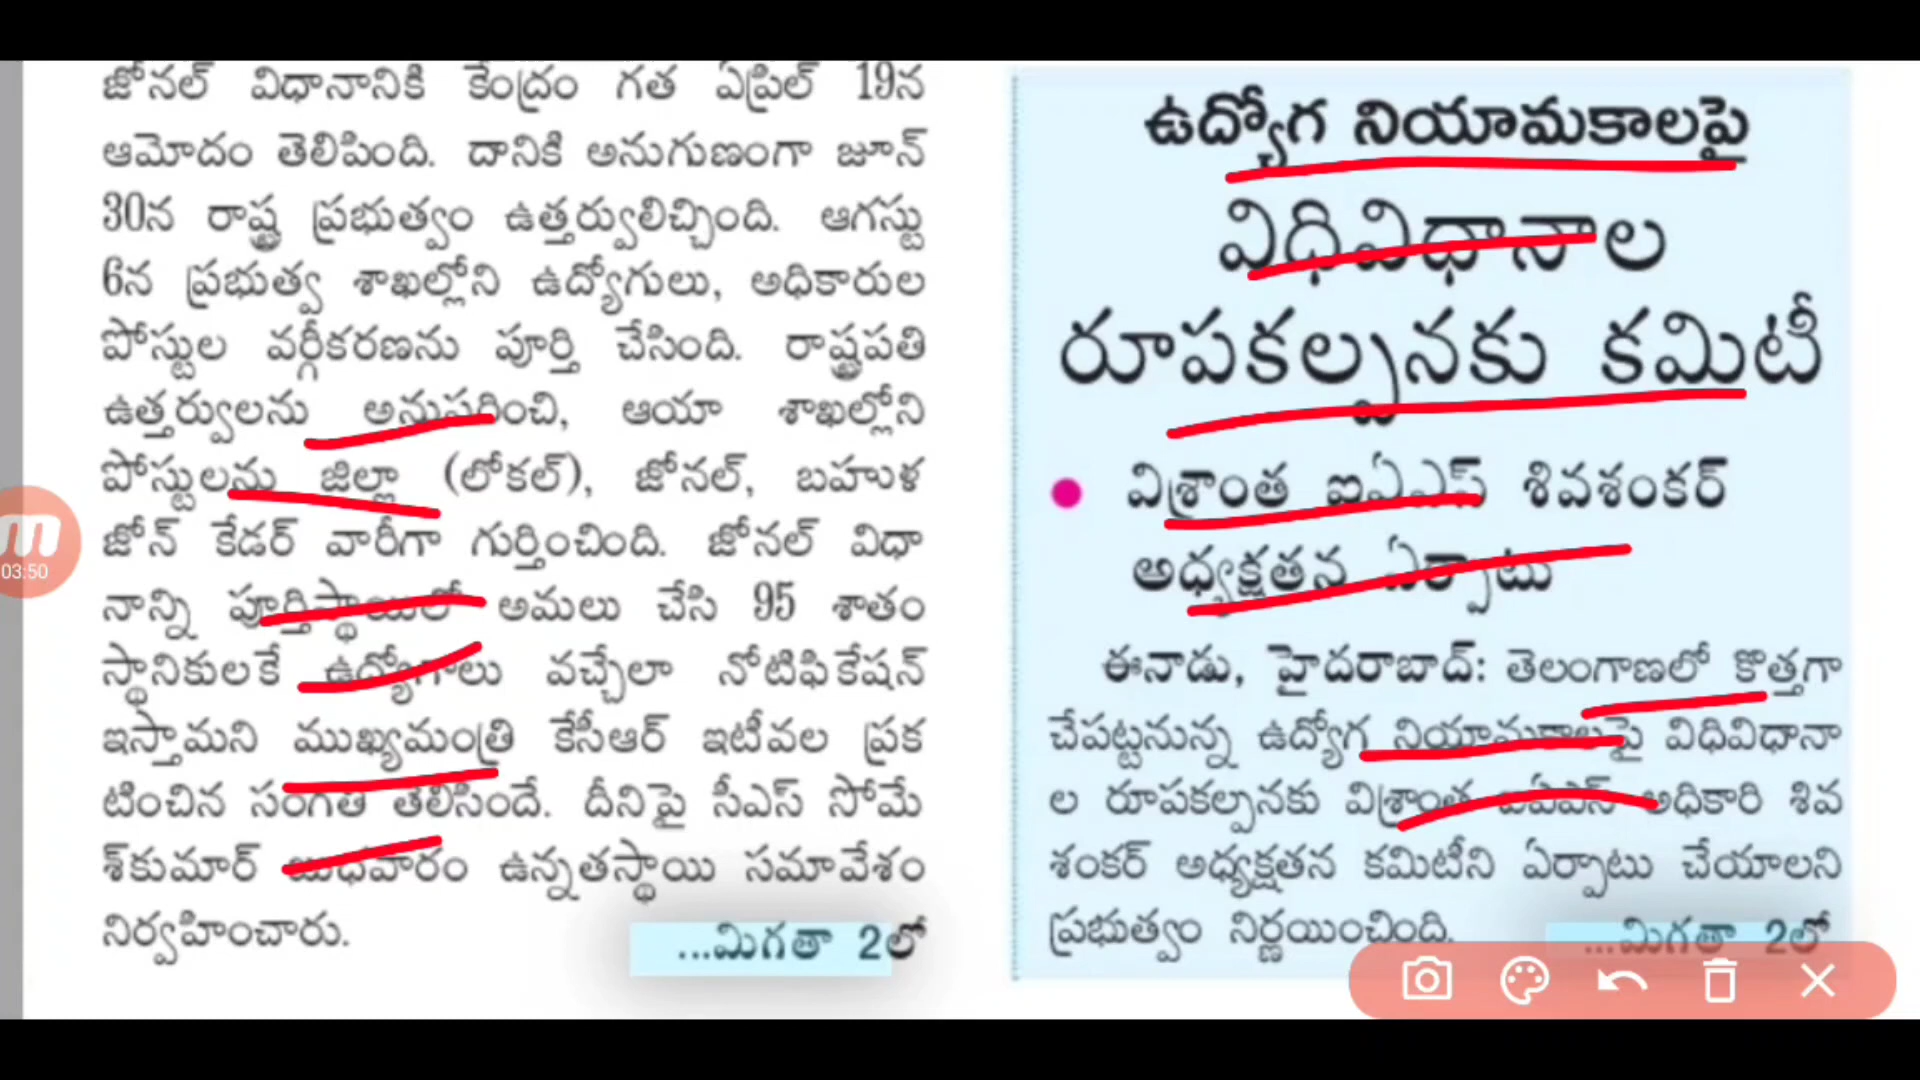 జోనల్ విధానానికి కేంద్రం గత ఏప్రిల్ 19న
ఆమోదం తెలిపింది. దానికి అనుగుణంగా జూన్
30న రాష్ట్ర ప్రభుత్వం ఉత్తర్వులిచ్చింది. ఆగస్టు
6న ప్రభుత్వ శాఖల్లోని ఉద్యోగులు, అధికారుల
పోస్టుల వర్గీకరణను పూర్తి చేసింది. రాష్ట్రపతి
ఉత్తర్వులను అనుసరించి, ఆయా శాఖల్లోని
పోస్టులను జిల్లా (లోకల్), జోనల్, బహుళ
జోన్ కేడర్ వారీగా గుర్తించింది. జోనల్ విధా
నాన్ని పూర్తిస్థాయిలో అమలు చేసి 95 శాతం
స్థానికులకే ఉద్యోగాలు వచ్చేలా నోటిఫికేషన్
ఇస్తామని ముఖ్యమంత్రి కేసీఆర్ ఇటీవల ప్రక
టించిన సంగతి తెలిసిందే. దీనిపై సీఎస్ సోమే
శ్‌కుమార్ బుధవారం ఉన్నతస్థాయి సమావేశం
నిర్వహించారు.
...మిగతా 2లో
ఉద్యోగ నియామకాలపై
విధివిధానాల
రూపకల్పనకు కమిటీ
● విశ్రాంత ఐఏఎస్ శివశంకర్
అధ్యక్షతన ఏర్పాటు
ఈనాడు, హైదరాబాద్: తెలంగాణలో కొత్తగా
చేపట్టనున్న ఉద్యోగ నియామకాలపై విధివిధానా
ల రూపకల్పనకు విశ్రాంత ఐఏఎస్ అధికారి శివ
శంకర్ అధ్యక్షతన కమిటీని ఏర్పాటు చేయాలని
ప్రభుత్వం నిర్ణయించింది.
...మిగతా 2లో
03:50